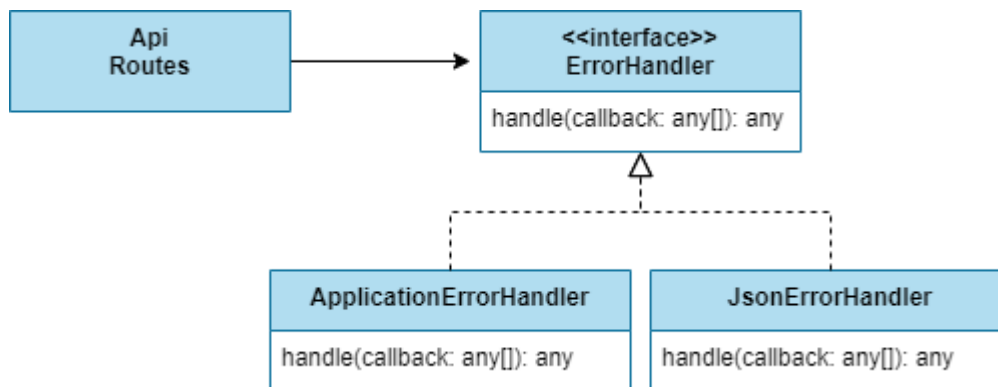 Api
Routes
<<interface>>
ErrorHandler
handle(callback: any[]): any
ApplicationErrorHandler
handle(callback: any[]): any
JsonErrorHandler
handle(callback: any[]): any